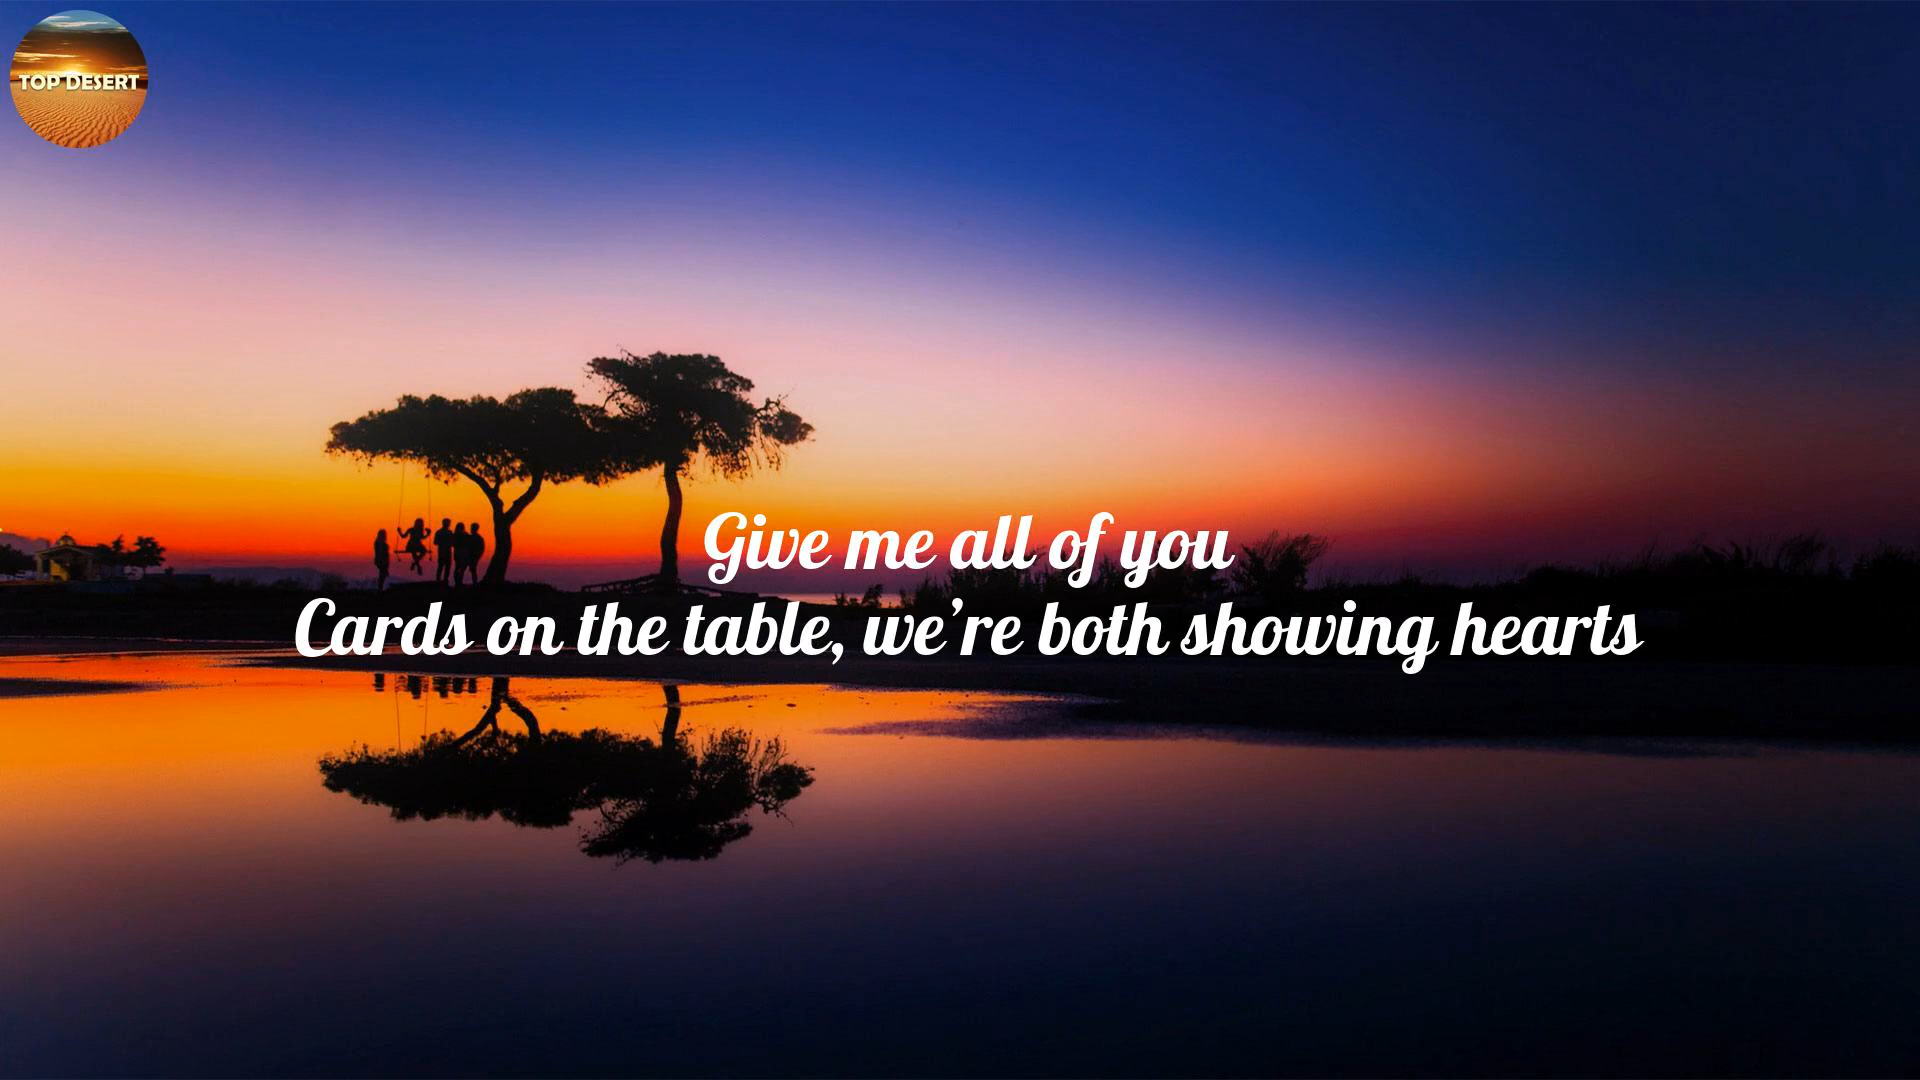 TOP DESERT
Give me all of you
Cards on the table, we're both showing hearts